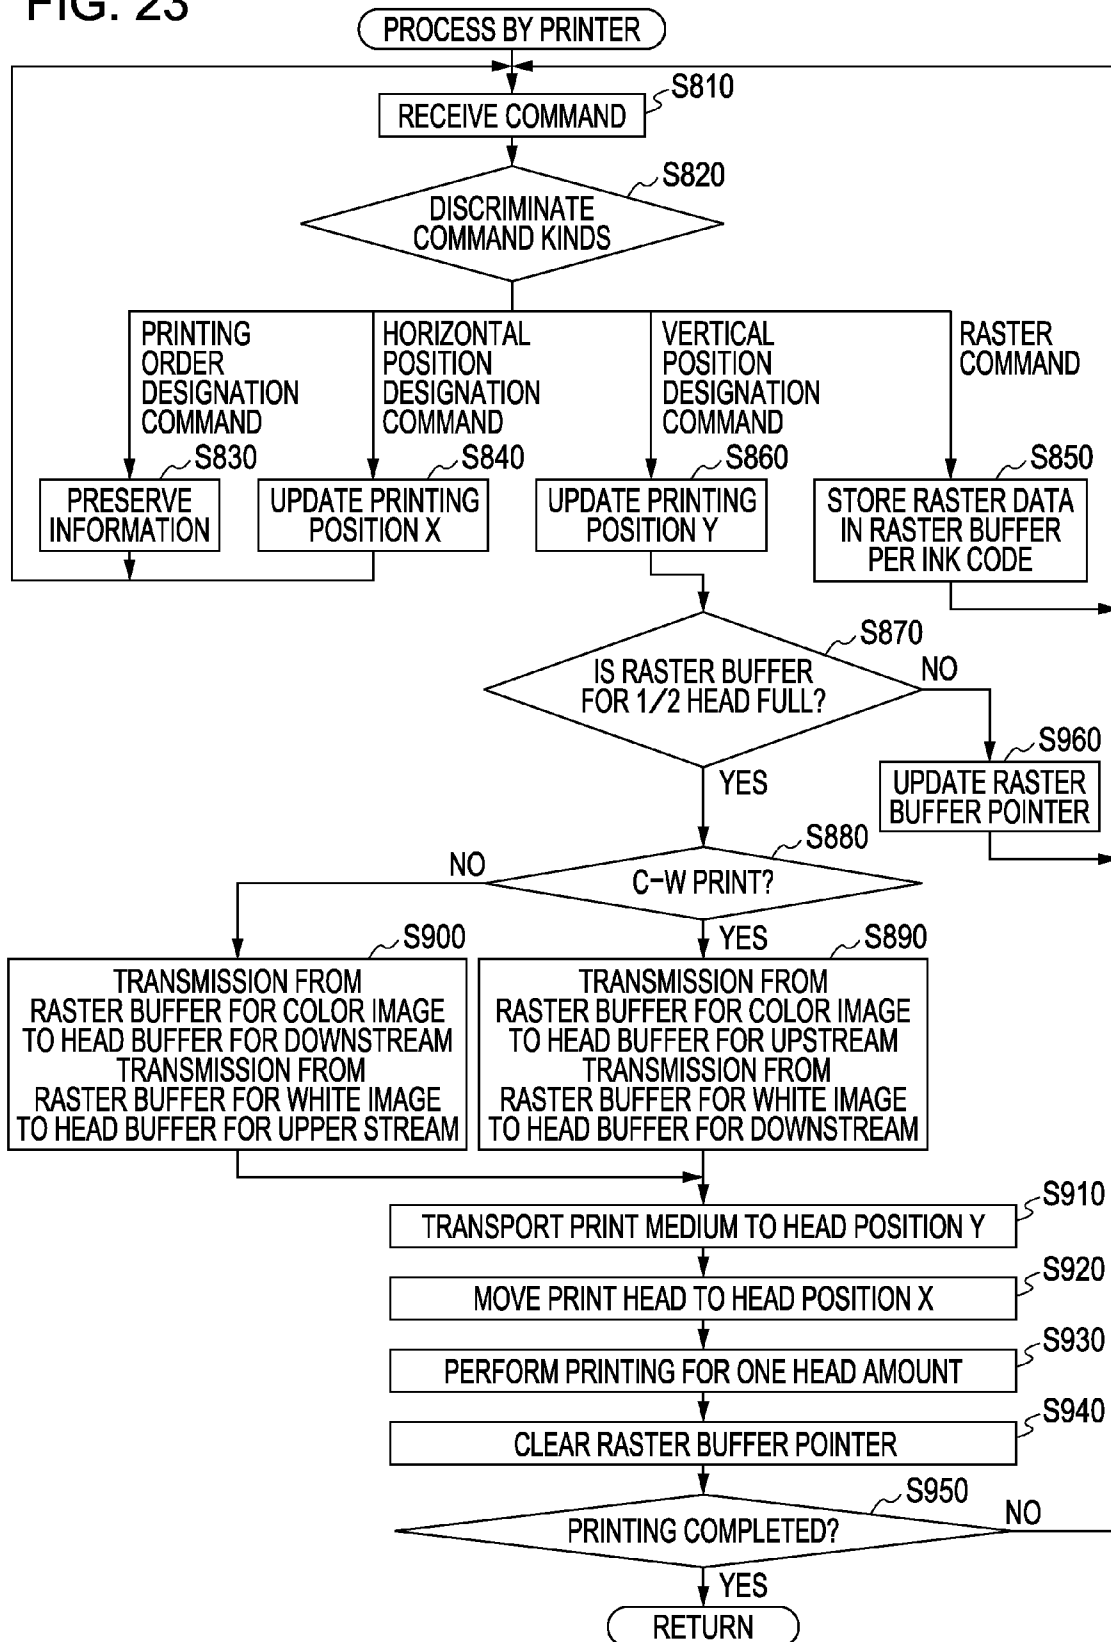 FIG. 23
PROCESS BY PRINTER
S810
RECEIVE COMMAND
S820
DISCRIMINATE
COMMAND KINDS
PRINTING
ORDER
DESIGNATION
COMMAND
HORIZONTAL
POSITION
DESIGNATION
COMMAND
VERTICAL
POSITION
DESIGNATION
COMMAND
RASTER
COMMAND
S830
PRESERVE
INFORMATION
S840
UPDATE PRINTING
POSITION X
S860
UPDATE PRINTING
POSITION Y
S850
STORE RASTER DATA
IN RASTER BUFFER
PER INK CODE
S870
IS RASTER BUFFER
FOR 1/2 HEAD FULL?
NO
YES
S960
UPDATE RASTER
BUFFER POINTER
S880
C-W PRINT?
NO
YES
S900
TRANSMISSION FROM
RASTER BUFFER FOR COLOR IMAGE
TO HEAD BUFFER FOR DOWNSTREAM
TRANSMISSION FROM
RASTER BUFFER FOR WHITE IMAGE
TO HEAD BUFFER FOR UPPER STREAM
S890
TRANSMISSION FROM
RASTER BUFFER FOR COLOR IMAGE
TO HEAD BUFFER FOR UPSTREAM
TRANSMISSION FROM
RASTER BUFFER FOR WHITE IMAGE
TO HEAD BUFFER FOR DOWNSTREAM
S910
TRANSPORT PRINT MEDIUM TO HEAD POSITION Y
S920
MOVE PRINT HEAD TO HEAD POSITION X
S930
PERFORM PRINTING FOR ONE HEAD AMOUNT
S940
CLEAR RASTER BUFFER POINTER
S950
PRINTING COMPLETED?
NO
YES
RETURN